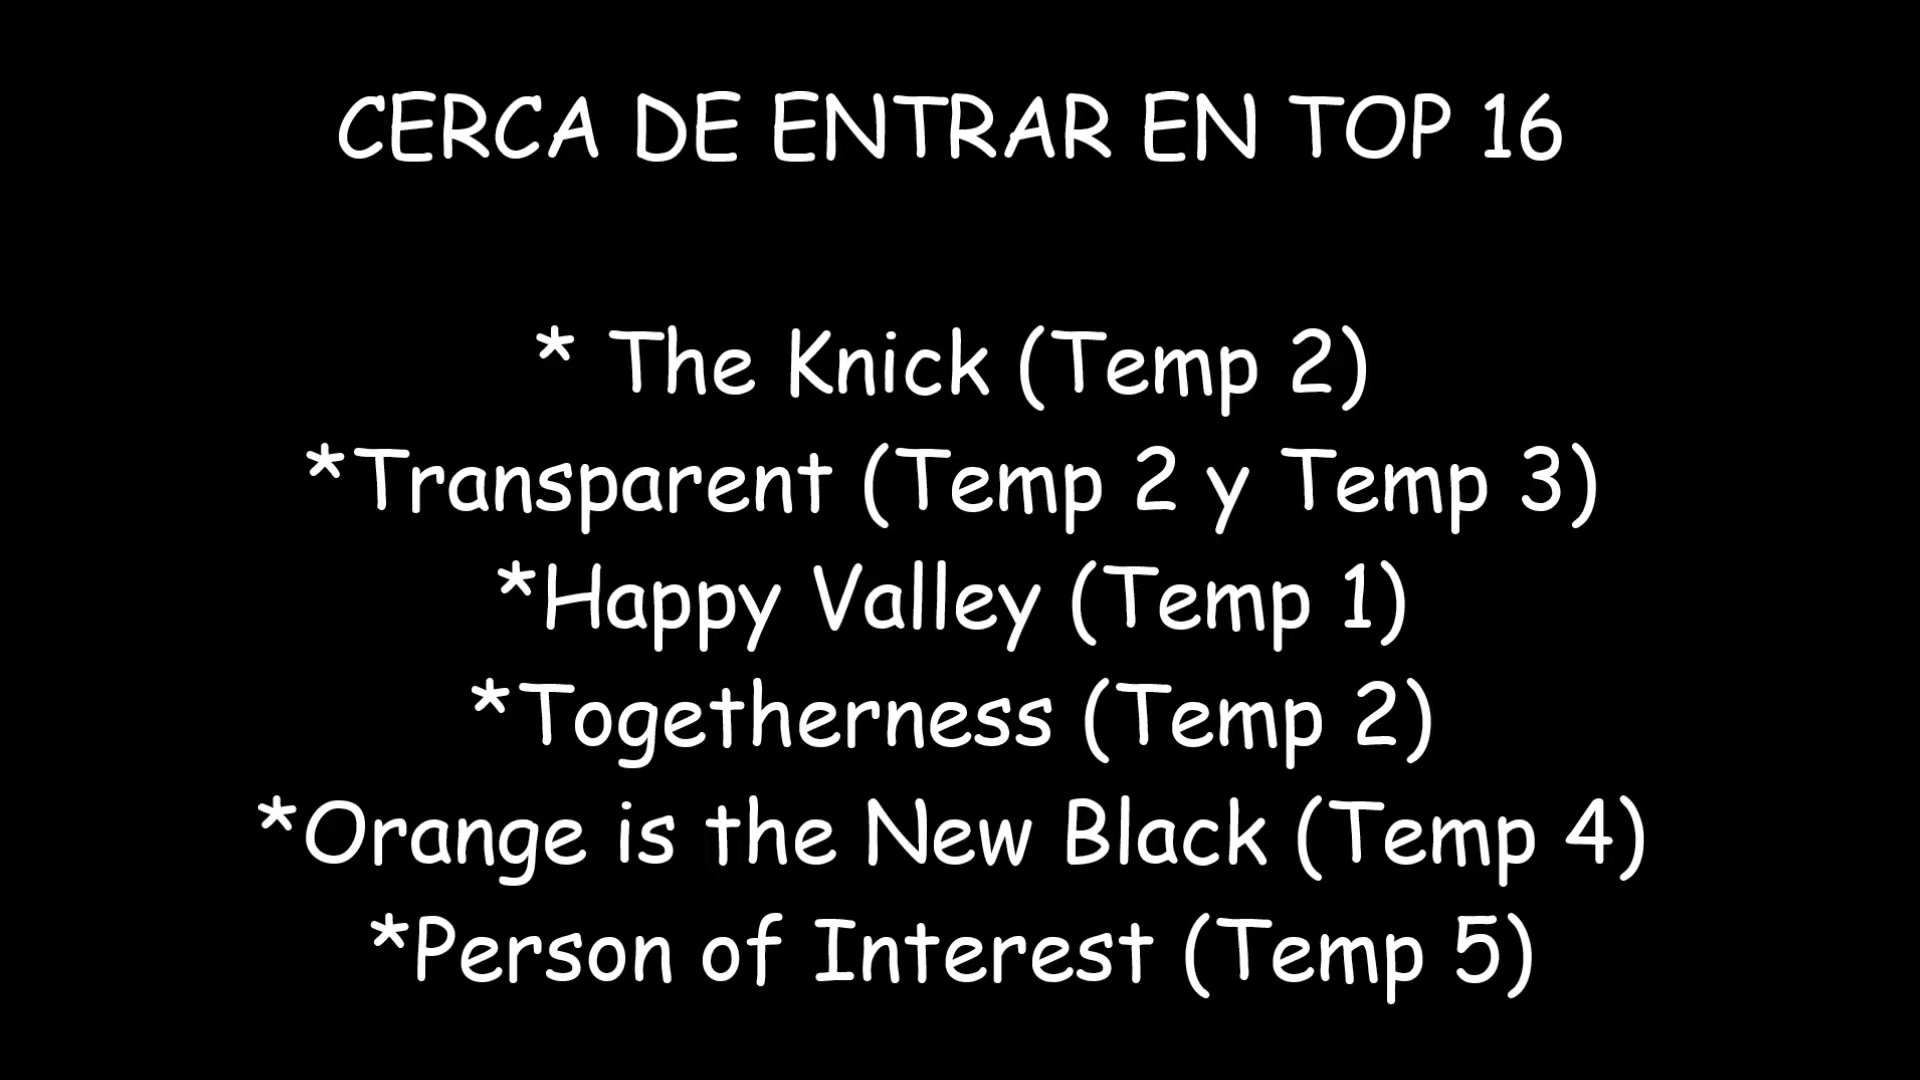 CERCA DE ENTRAR EN TOP 16
* The Knick (Temp 2)
*Transparent (Temp 2 y Temp 3)
*Happy Valley (Temp 1)
*Togetherness (Temp 2)
*Orange is the New Black (Temp 4)
*Person of Interest (Temp 5)